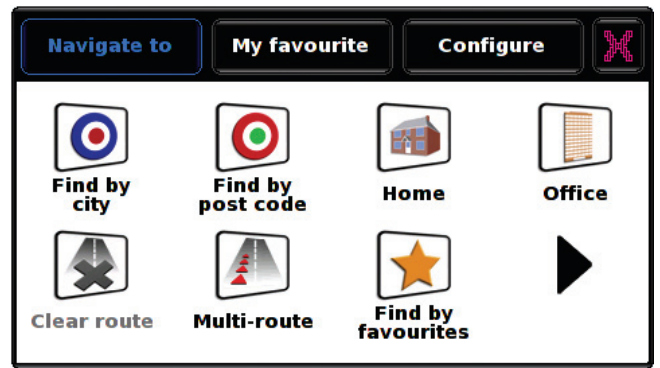 Navigate to
My favourite
Configure
Find by
city
Find by
post code
Home
Office
Clear route
Multi-route
Find by
favourites